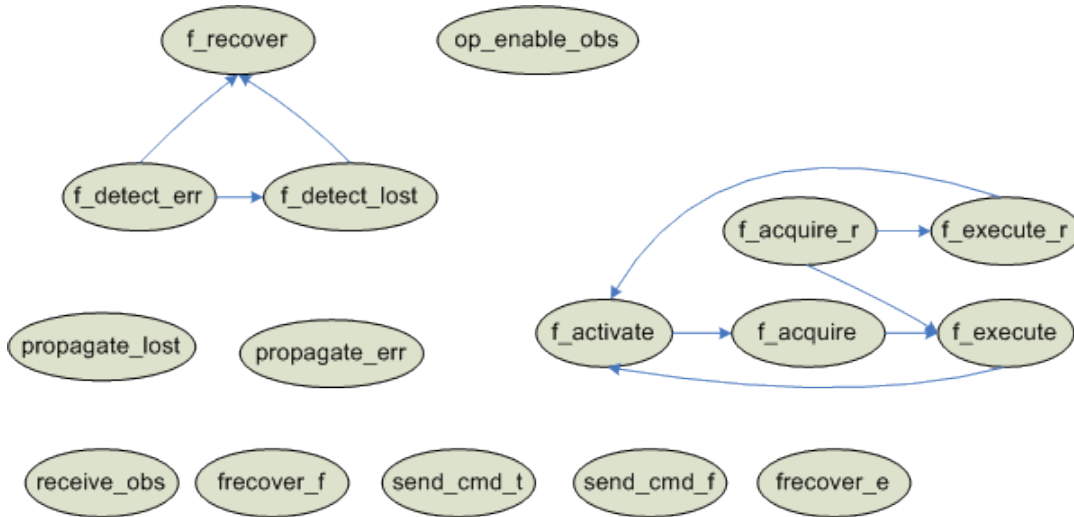 f_recover
op_enable_obs
f_detect_err
f_detect_lost
f_acquire_r
f_execute_r
f_activate
f_acquire
f_execute
propagate_lost
propagate_err
receive_obs
frecover_f
send_cmd_t
send_cmd_f
frecover_e